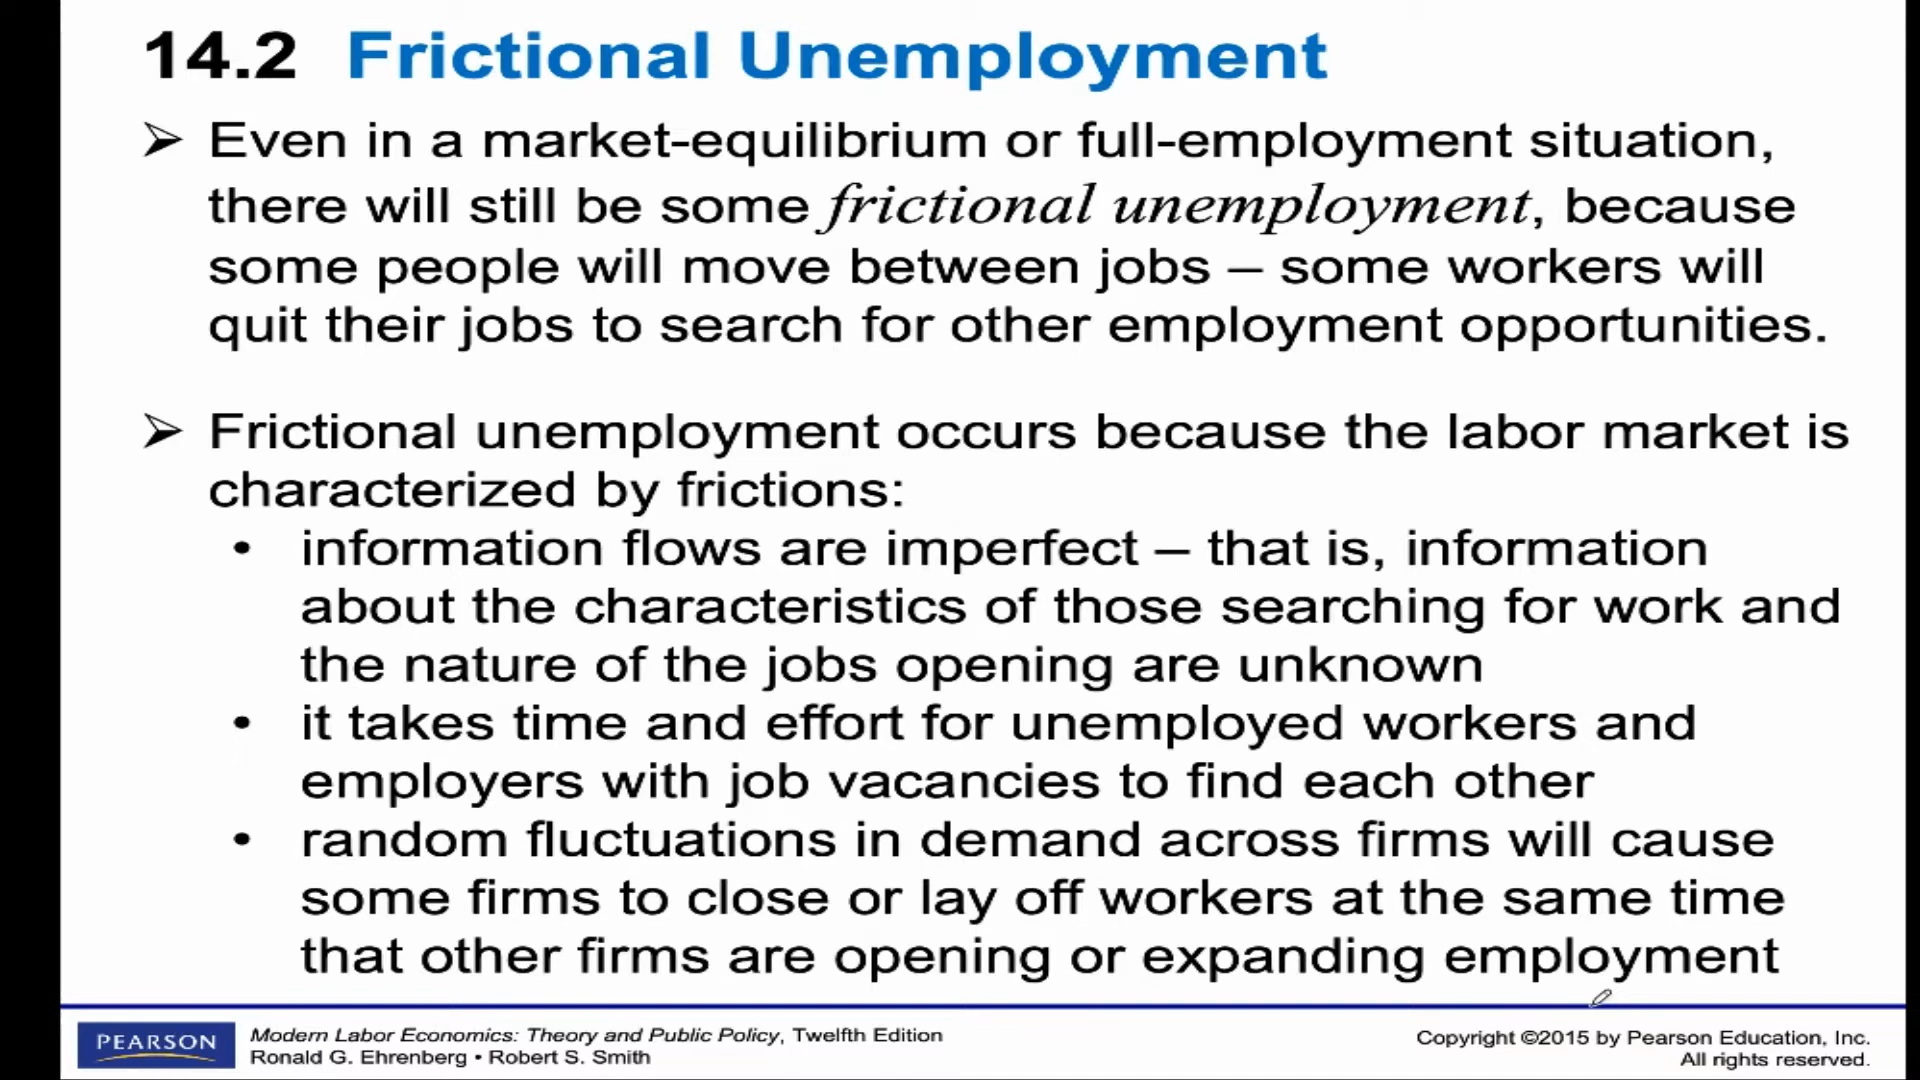 14.2 Frictional Unemployment
➢ Even in a market-equilibrium or full-employment situation,
there will still be some frictional unemployment, because
some people will move between jobs – some workers will
quit their jobs to search for other employment opportunities.
➢ Frictional unemployment occurs because the labor market is
characterized by frictions:
• information flows are imperfect – that is, information
about the characteristics of those searching for work and
the nature of the jobs opening are unknown
• it takes time and effort for unemployed workers and
employers with job vacancies to find each other
• random fluctuations in demand across firms will cause
some firms to close or lay off workers at the same time
that other firms are opening or expanding employment
PEARSON
Modern Labor Economics: Theory and Public Policy, Twelfth Edition
Ronald G. Ehrenberg • Robert S. Smith
Copyright ©2015 by Pearson Education, Inc.
All rights reserved.